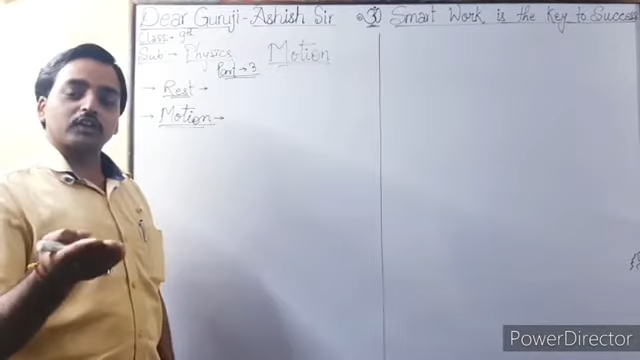 Dear Guruji - Ashish Sir ॐ Smart Work is the Key to Success
Class:- 9th
Sub - Physics Motion
Part → 3
→ Rest →
→ Motion →
PowerDirector